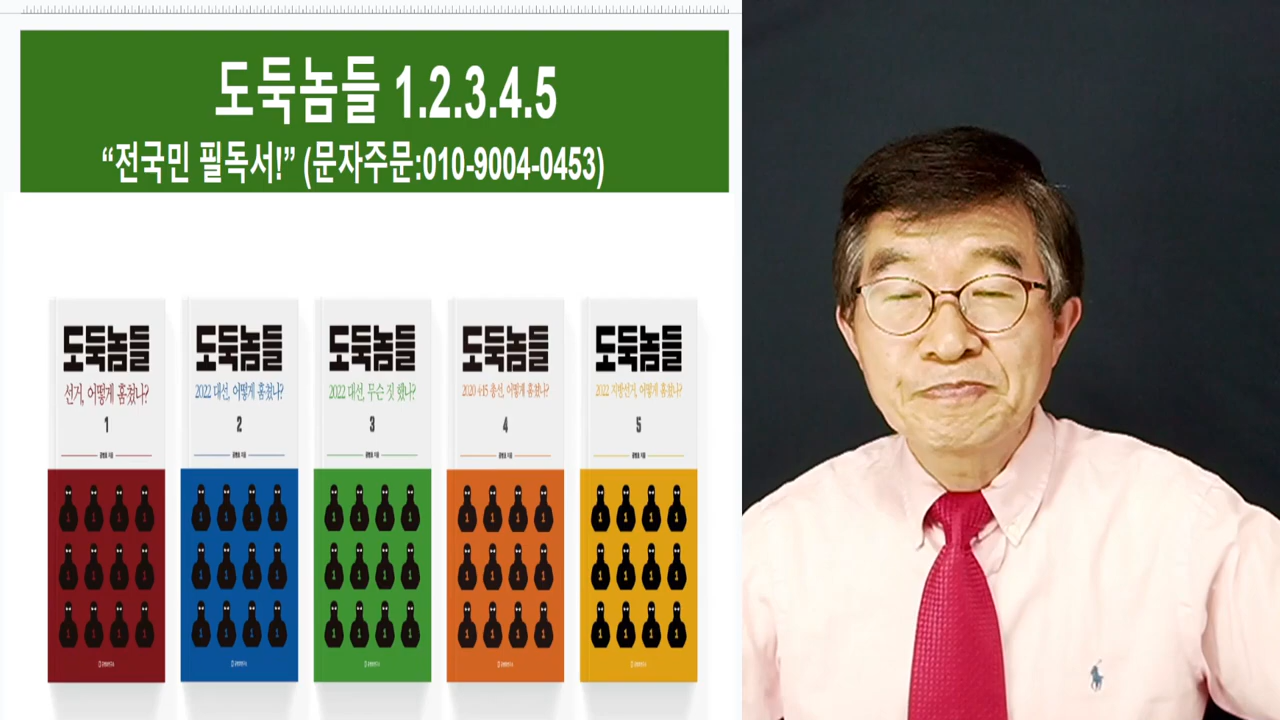 도둑놈들 1.2.3.4.5
“전국민 필독서!” (문자주문:010-9004-0453)
도둑놈들
선거, 어떻게 훔쳤나?
1
도둑놈들
2022 대선, 어떻게 훔쳤나?
2
도둑놈들
2022 대선, 무슨 짓 했나?
3
도둑놈들
2020 4·15 총선, 어떻게 훔쳤나?
4
도둑놈들
2022 지방선거, 어떻게 훔쳤나?
5